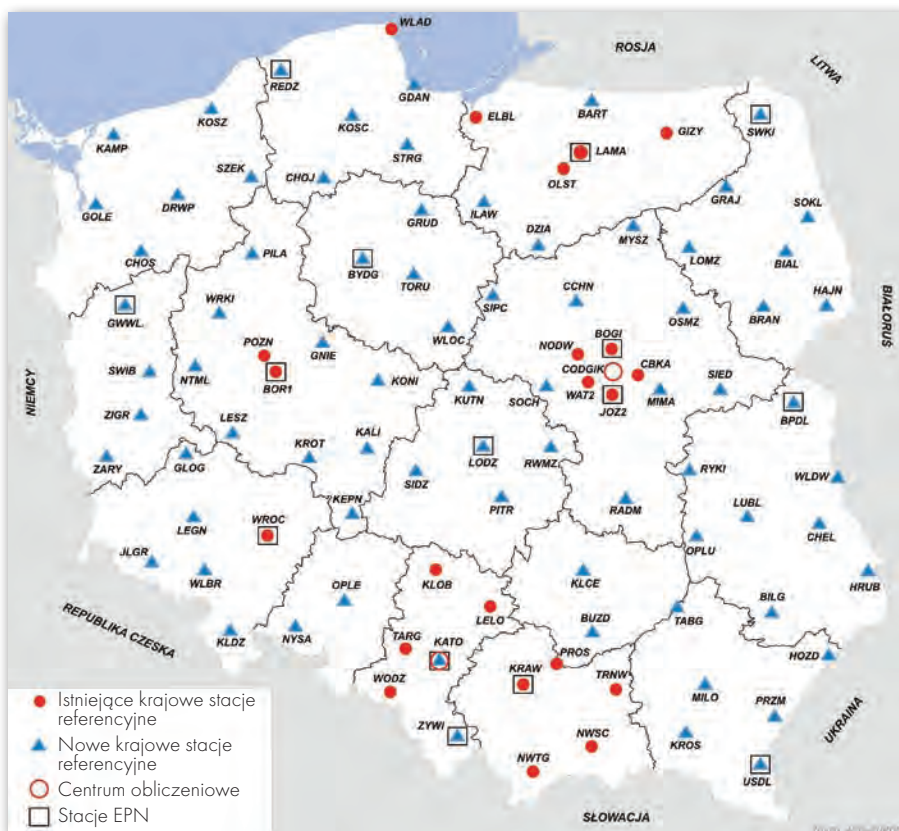 WLAD
ROSJA
LITWA
REDZ
GDAN
KOSZ
KOSC
ELBL
BART
GIZY
SWKI
KAMP
STRG
LAMA
SZEK
CHOJ
OLST
GRAJ
GOLE
DRWP
GRUD
ILAW
SOKL
DZIA
MYSZ
CHOS
PILA
BYDG
TORU
LOMZ
BIAL
GWWL
WRKI
SIPC
CCHN
OSMZ
BRAN
HAJN
BIAŁORUŚ
WLOC
NODW
BOGI
POZN
GNIE
CODGIK
CBKA
NIEMCY
SWIB
NTML
BOR1
KONI
KUTN
SOCH
WAT2
JOZ2
MIMA
SIED
BPDL
ZIGR
LESZ
KROT
KALI
ZARY
GLOG
LODZ
RWMZ
SIDZ
RYKI
WLDW
KEPN
PITR
RADM
LUBL
LEGN
WROC
OPLU
CHEL
JLGR
WLBR
OPLE
KLOB
KLCE
HRUB
BILG
REPUBLIKA CZESKA
KLDZ
NYSA
LELO
BUZD
TABG
TARG
KATO
PROS
HOZD
WODZ
KRAW
TRNW
MILO
PRZM
UKRAINA
ZYWI
NWSC
KROS
NWTG
USDL
SŁOWACJA
Istniejące krajowe stacje
referencyjne
Nowe krajowe stacje
referencyjne
Centrum obliczeniowe
Stacje EPN